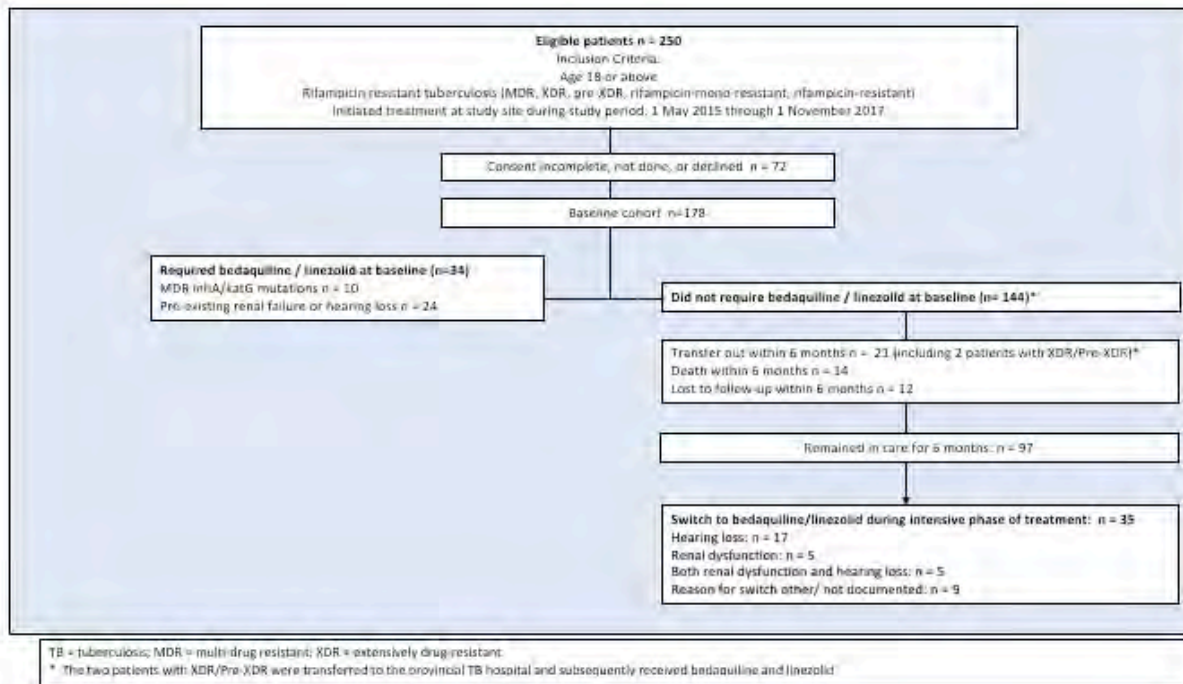 Eligible patients n = 250
Inclusion Criteria:
Age 18 or above
Rifampicin resistant tuberculosis (MDR, XDR, pre-XDR, rifampicin-mono-resistant, rifampicin-resistant)
Initiated treatment at study site during study period: 1 May 2015 through 1 November 2017
Consent incomplete, not done, or declined n = 72
Baseline cohort n=178
Required bedaquiline / linezolid at baseline (n=34)
MDR inhA/katG mutations n = 10
Pre-existing renal failure or hearing loss n = 24
Did not require bedaquiline / linezolid at baseline (n= 144)*
Transfer out within 6 months n = 21 (including 2 patients with XDR/Pre-XDR)*
Death within 6 months n = 14
Lost to follow-up within 6 months n = 12
Remained in care for 6 months: n = 97
Switch to bedaquiline/linezolid during intensive phase of treatment: n = 35
Hearing loss: n = 17
Renal dysfunction: n = 5
Both renal dysfunction and hearing loss: n = 5
Reason for switch other/ not documented: n = 9
TB = tuberculosis; MDR = multi-drug resistant; XDR = extensively drug-resistant
* The two patients with XDR/Pre-XDR were transferred to the provincial TB hospital and subsequently received bedaquiline and linezolid